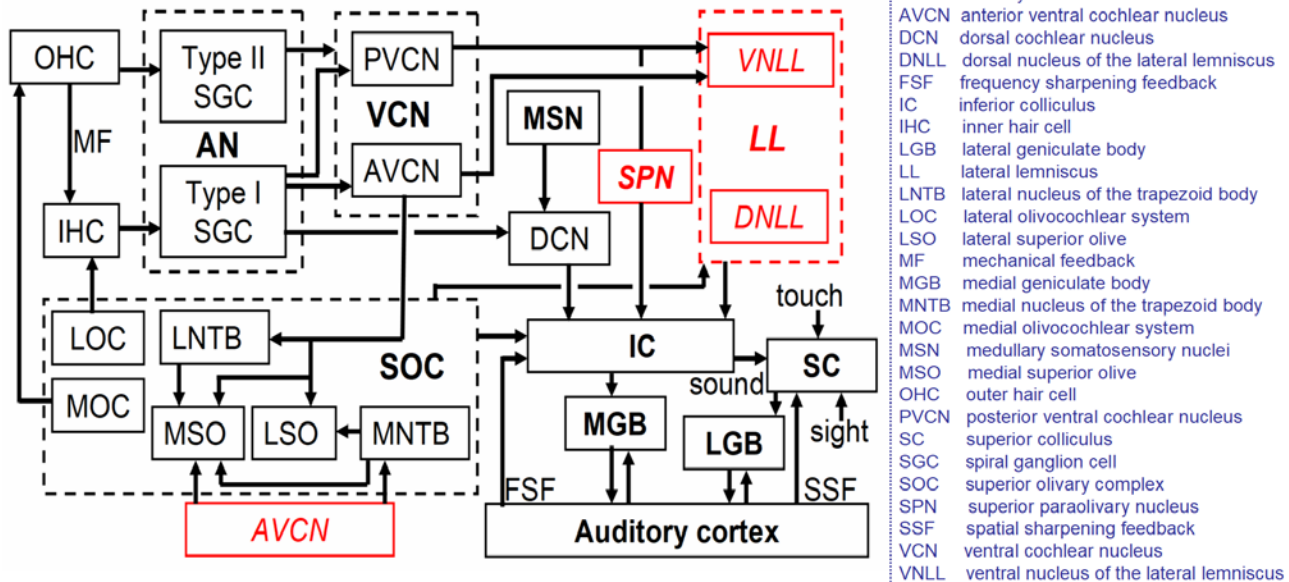 OHC
Type II
SGC
PVCN
VCN
AN
MF
Type I
SGC
AVCN
IHC
MSN
DCN
SPN
VNLL
LL
DNLL
LOC
MOC
LNTB
SOC
MSO
LSO
MNTB
AVCN
IC
touch
sound
SC
sight
MGB
LGB
FSF
SSF
Auditory cortex
AVCN anterior ventral cochlear nucleus
DCN dorsal cochlear nucleus
DNLL dorsal nucleus of the lateral lemniscus
FSF frequency sharpening feedback
IC inferior colliculus
IHC inner hair cell
LGB lateral geniculate body
LL lateral lemniscus
LNTB lateral nucleus of the trapezoid body
LOC lateral olivocochlear system
LSO lateral superior olive
MF mechanical feedback
MGB medial geniculate body
MNTB medial nucleus of the trapezoid body
MOC medial olivocochlear system
MSN medullary somatosensory nuclei
MSO medial superior olive
OHC outer hair cell
PVCN posterior ventral cochlear nucleus
SC superior colliculus
SGC spiral ganglion cell
SOC superior olivary complex
SPN superior paraolivary nucleus
SSF spatial sharpening feedback
VCN ventral cochlear nucleus
VNLL ventral nucleus of the lateral lemniscus